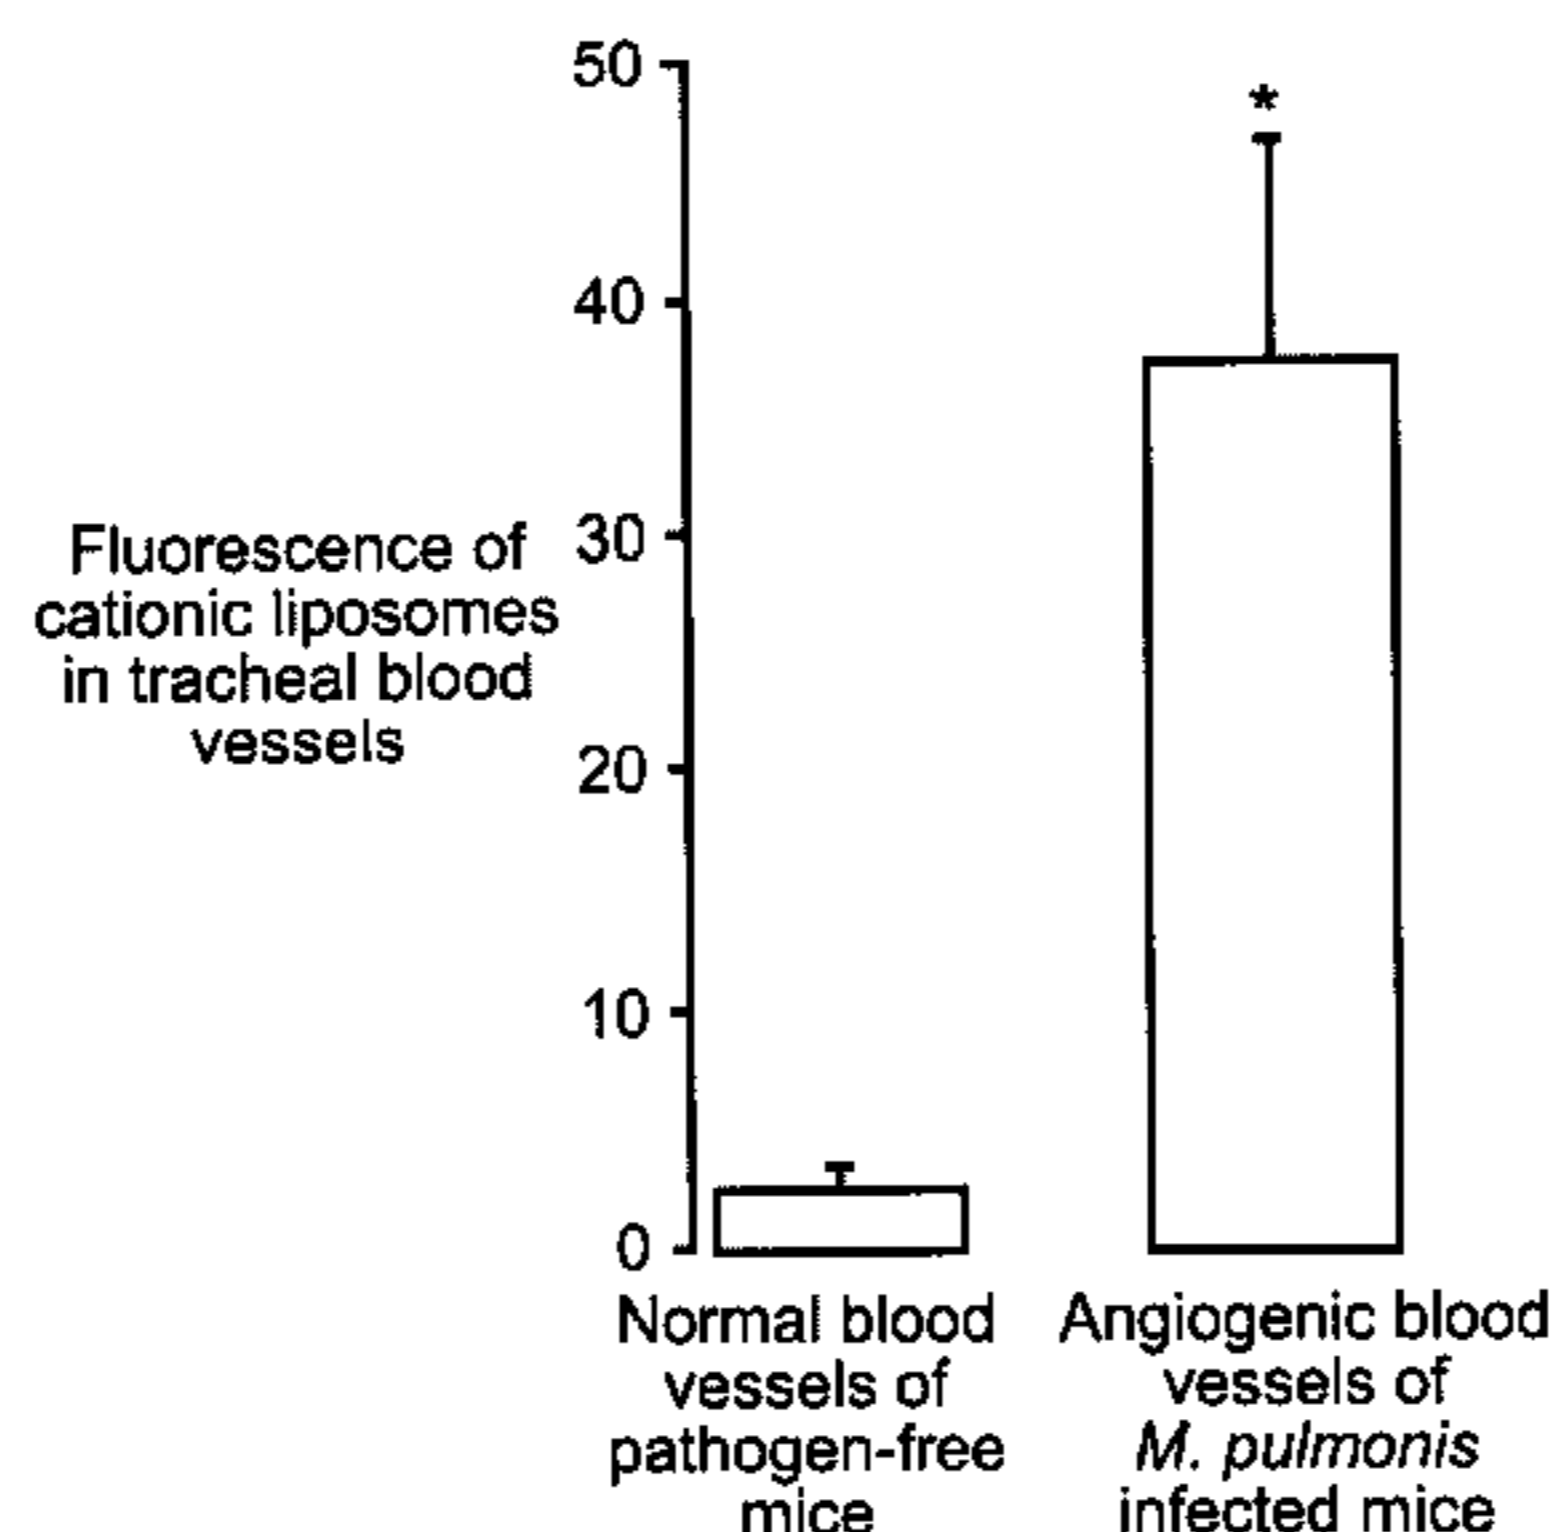 50
*
40
30
Fluorescence of
cationic liposomes
in tracheal blood
vessels
20
10
0
Normal blood
vessels of
pathogen-free
mice
Angiogenic blood
vessels of
M. pulmonis
infected mice